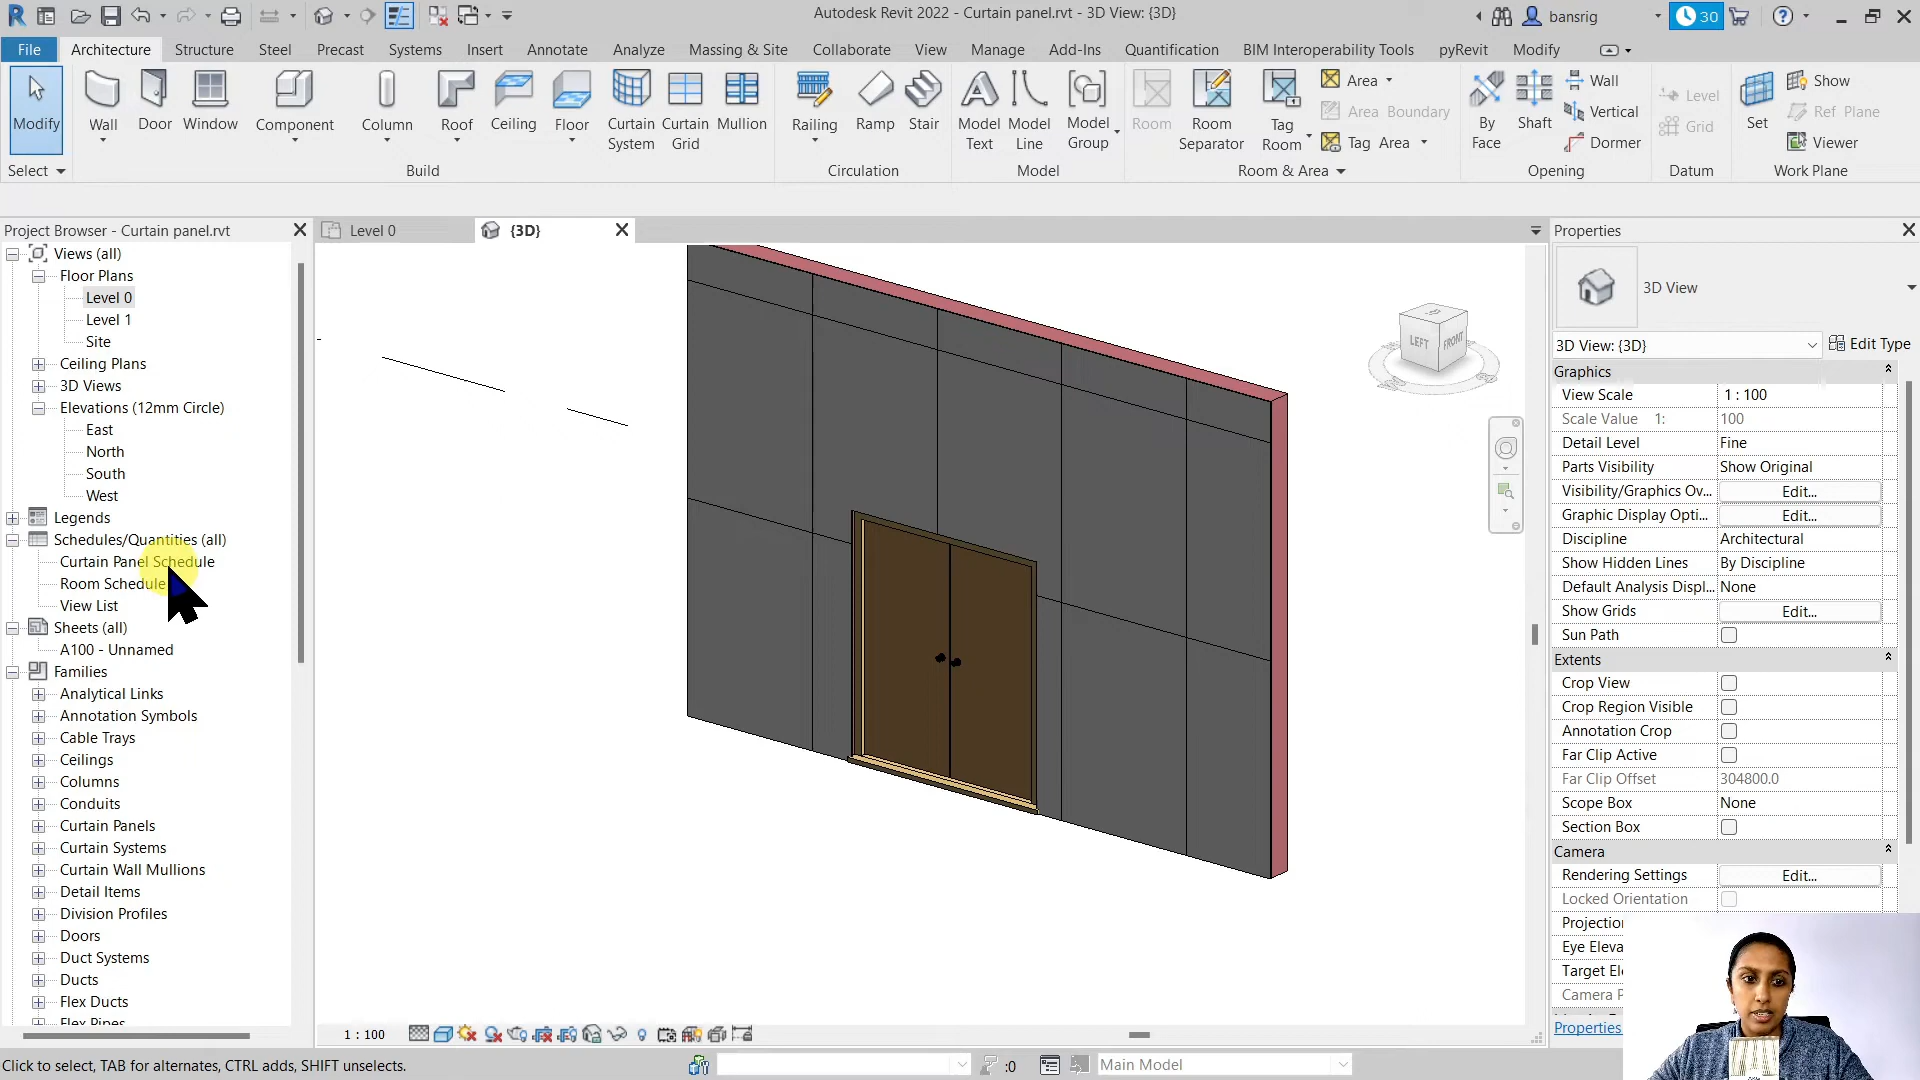 Autodesk Revit 2022 - Curtain panel.rvt - 3D View: {3D}
bansrig
30
File
Architecture
Structure
Steel
Precast
Systems
Insert
Annotate
Analyze
Massing & Site
Collaborate
View
Manage
Add-Ins
Quantification
BIM Interoperability Tools
pyRevit
Modify
Modify
Wall
Door
Window
Component
Column
Roof
Ceiling
Floor
Curtain
System
Curtain
Grid
Mullion
Railing
Ramp
Stair
Model
Text
Model
Line
Model
Group
Room
Room
Separator
Tag
Room
Area
Area Boundary
Tag Area
By
Face
Shaft
Wall
Vertical
Dormer
Level
Grid
Set
Show
Ref Plane
Viewer
Select
Build
Circulation
Model
Room & Area
Opening
Datum
Work Plane
Project Browser - Curtain panel.rvt
Views (all)
Floor Plans
Level 0
Level 1
Site
Ceiling Plans
3D Views
Elevations (12mm Circle)
East
North
South
West
Legends
Schedules/Quantities (all)
Curtain Panel Schedule
Room Schedule
View List
Sheets (all)
A100 - Unnamed
Families
Analytical Links
Annotation Symbols
Cable Trays
Ceilings
Columns
Conduits
Curtain Panels
Curtain Systems
Curtain Wall Mullions
Detail Items
Division Profiles
Doors
Duct Systems
Ducts
Flex Ducts
Flex Pipes
Level 0
{3D}
LEFT
FRONT
Properties
3D View
3D View: {3D}
Edit Type
Graphics
View Scale 1 : 100
Scale Value 1: 100
Detail Level Fine
Parts Visibility Show Original
Visibility/Graphics Ov... Edit...
Graphic Display Opti... Edit...
Discipline Architectural
Show Hidden Lines By Discipline
Default Analysis Displ... None
Show Grids Edit...
Sun Path
Extents
Crop View
Crop Region Visible
Annotation Crop
Far Clip Active
Far Clip Offset 304800.0
Scope Box None
Section Box
Camera
Rendering Settings Edit...
Locked Orientation
Projectio
Eye Eleva
Target El
Camera P
Properties
1 : 100
Click to select, TAB for alternates, CTRL adds, SHIFT unselects.
:0
Main Model